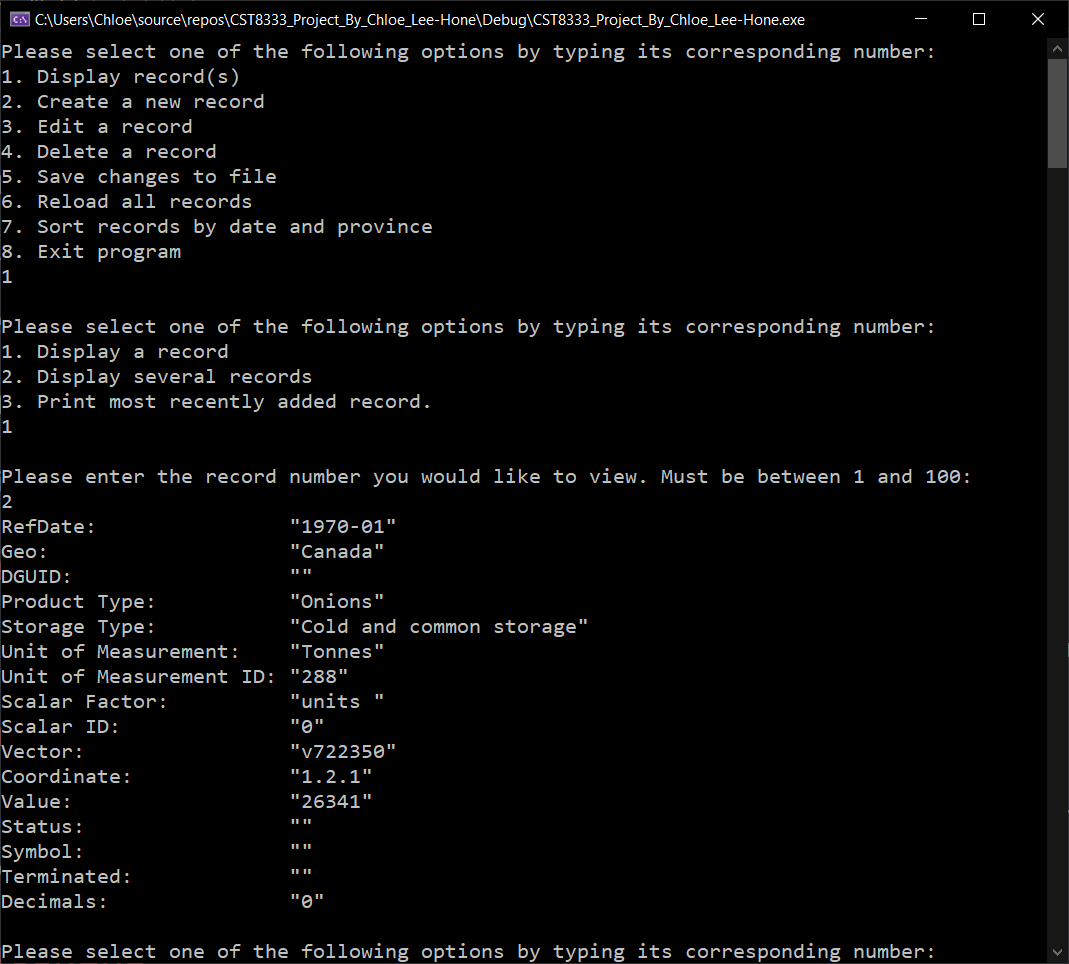 C:\Users\Chloe\source\repos\CST8333_Project_By_Chloe_Lee-Hone\Debug\CST8333_Project_By_Chloe_Lee-Hone.exe
Please select one of the following options by typing its corresponding number:
1. Display record(s)
2. Create a new record
3. Edit a record
4. Delete a record
5. Save changes to file
6. Reload all records
7. Sort records by date and province
8. Exit program
1

Please select one of the following options by typing its corresponding number:
1. Display a record
2. Display several records
3. Print most recently added record.
1

Please enter the record number you would like to view. Must be between 1 and 100:
2
RefDate: "1970-01"
Geo: "Canada"
DGUID: ""
Product Type: "Onions"
Storage Type: "Cold and common storage"
Unit of Measurement: "Tonnes"
Unit of Measurement ID: "288"
Scalar Factor: "units "
Scalar ID: "0"
Vector: "v722350"
Coordinate: "1.2.1"
Value: "26341"
Status: ""
Symbol: ""
Terminated: ""
Decimals: "0"

Please select one of the following options by typing its corresponding number: